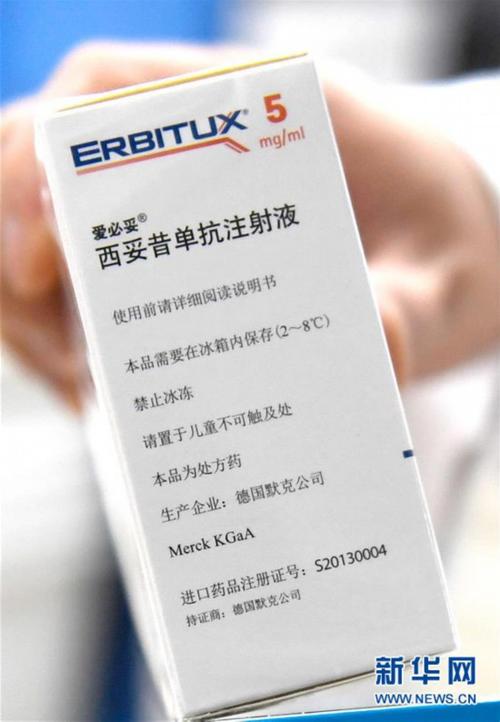 ERBITUX® 5
mg/ml
爱必妥®
西妥昔单抗注射液
使用前请详细阅读说明书
本品需要在冰箱内保存(2～8℃)
禁止冰冻
请置于儿童不可触及处
本品为处方药
生产企业：德国默克公司
Merck KGaA
进口药品注册证号：S20130004
持证商：德国默克公司
新华网
WWW.NEWS.CN